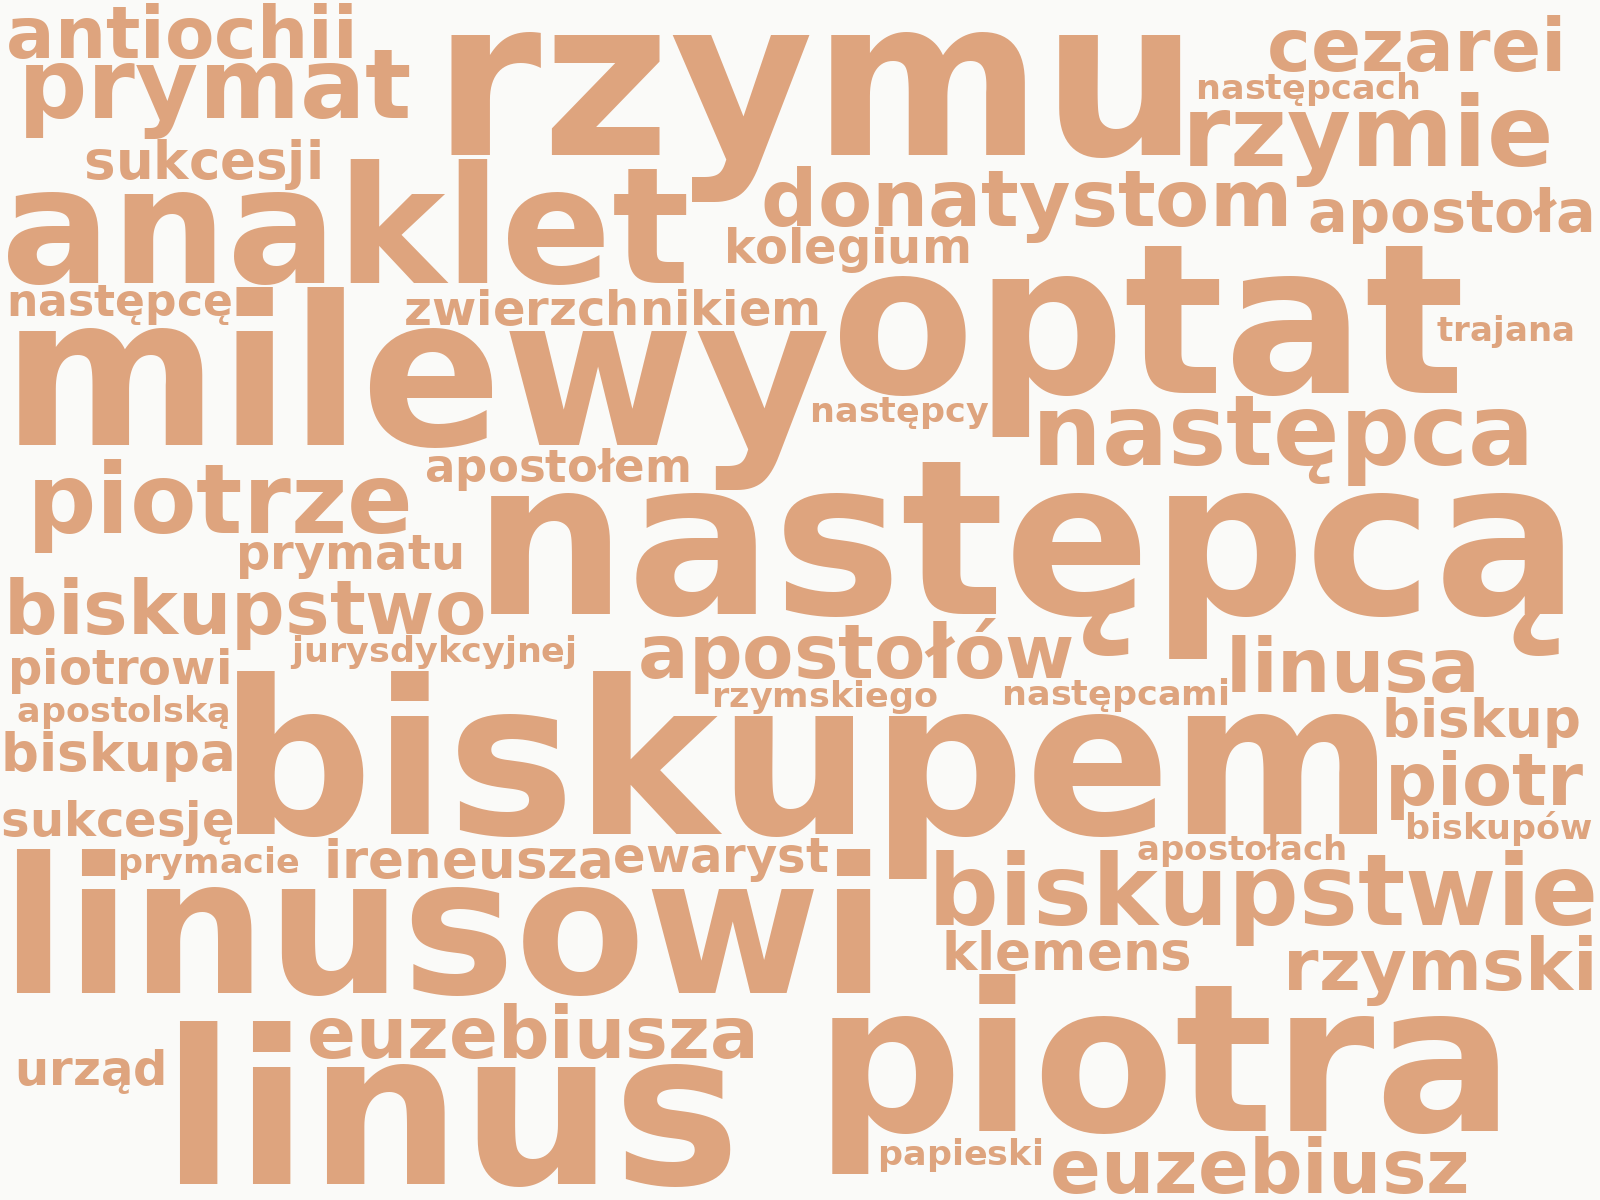 antiochii
rzymu
cezarei
prymat
następcach
rzymie
sukcesji
anaklet
donatystom
apostoła
kolegium
optat
następcę
zwierzchnikiem
milewy
trajana
następcy
następca
apostołem
piotrze
następcą
prymatu
biskupstwo
apostołów
jurysdykcyjnej
linusa
piotrowi
rzymskiego
następcami
apostolską
biskupem
biskup
biskupa
piotr
sukcesję
biskupów
prymacie
ireneusza
ewaryst
apostołach
linusowi
biskupstwie
klemens
rzymski
euzebiusza
piotra
urząd
linus
papieski
euzebiusz